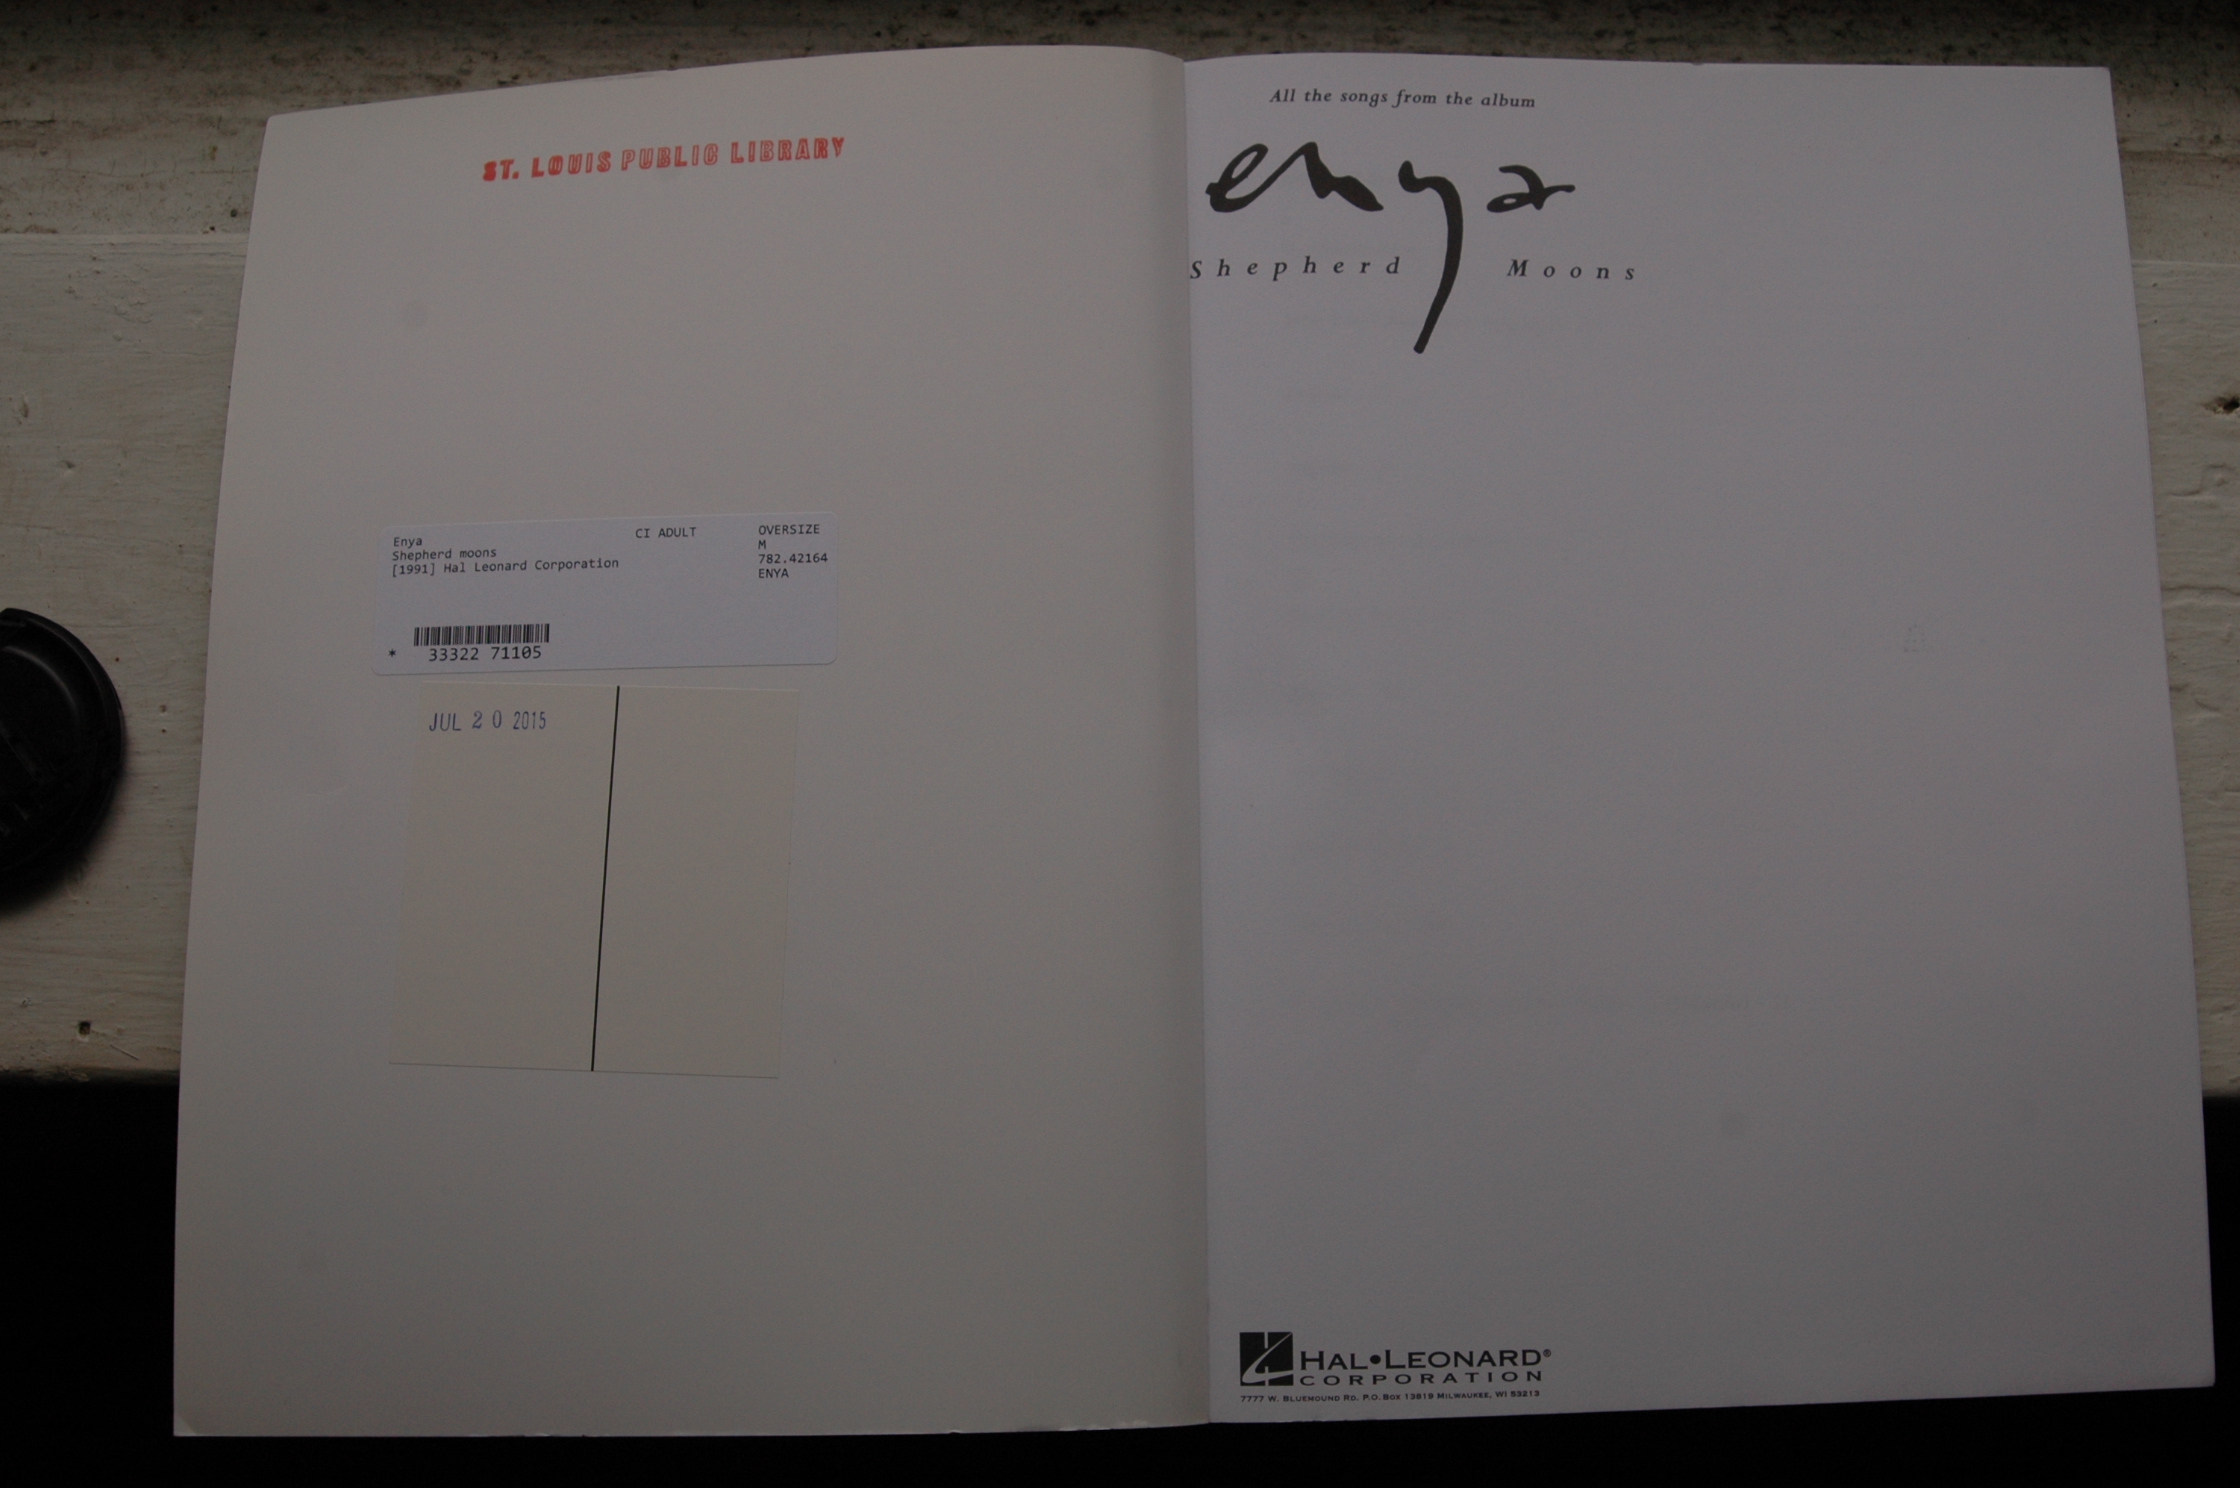 ST. LOUIS PUBLIC LIBRARY
Enya
Shepherd moons
[1991] Hal Leonard Corporation
CI ADULT
OVERSIZE
M
782.42164
ENYA
* 33322 71105
JUL 20 2015
All the songs from the album
enya
Shepherd Moons
HAL•LEONARD®
CORPORATION
7777 W. BLUEMOUND RD. P.O. BOX 13819 MILWAUKEE, WI 53213